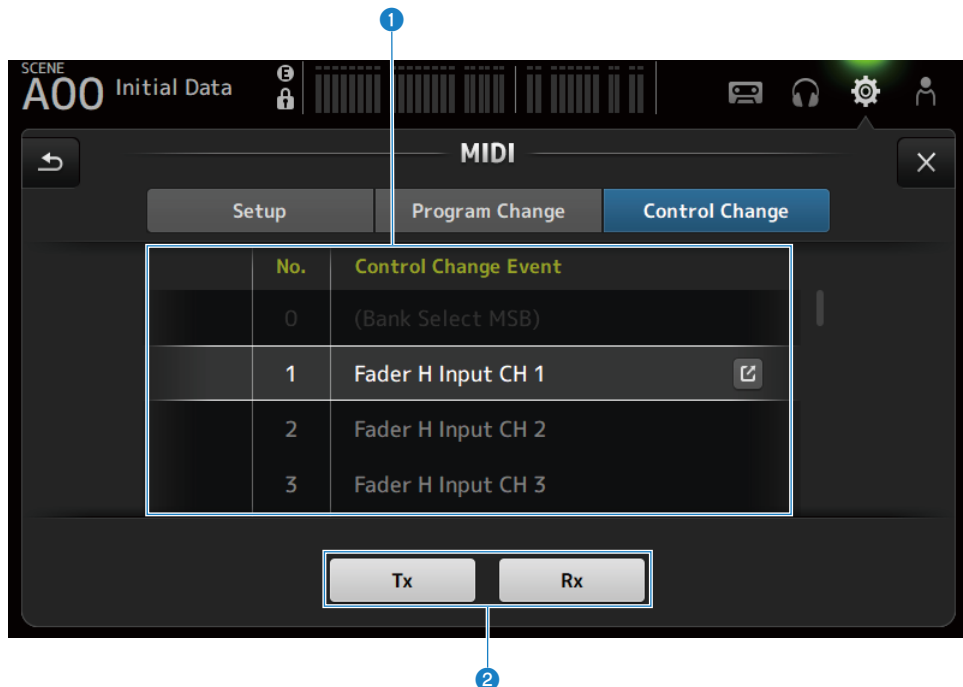 1
SCENE
A00 Initial Data E
MIDI
Setup Program Change Control Change
No. Control Change Event
0 (Bank Select MSB)
1 Fader H Input CH 1
2 Fader H Input CH 2
3 Fader H Input CH 3
Tx Rx
2